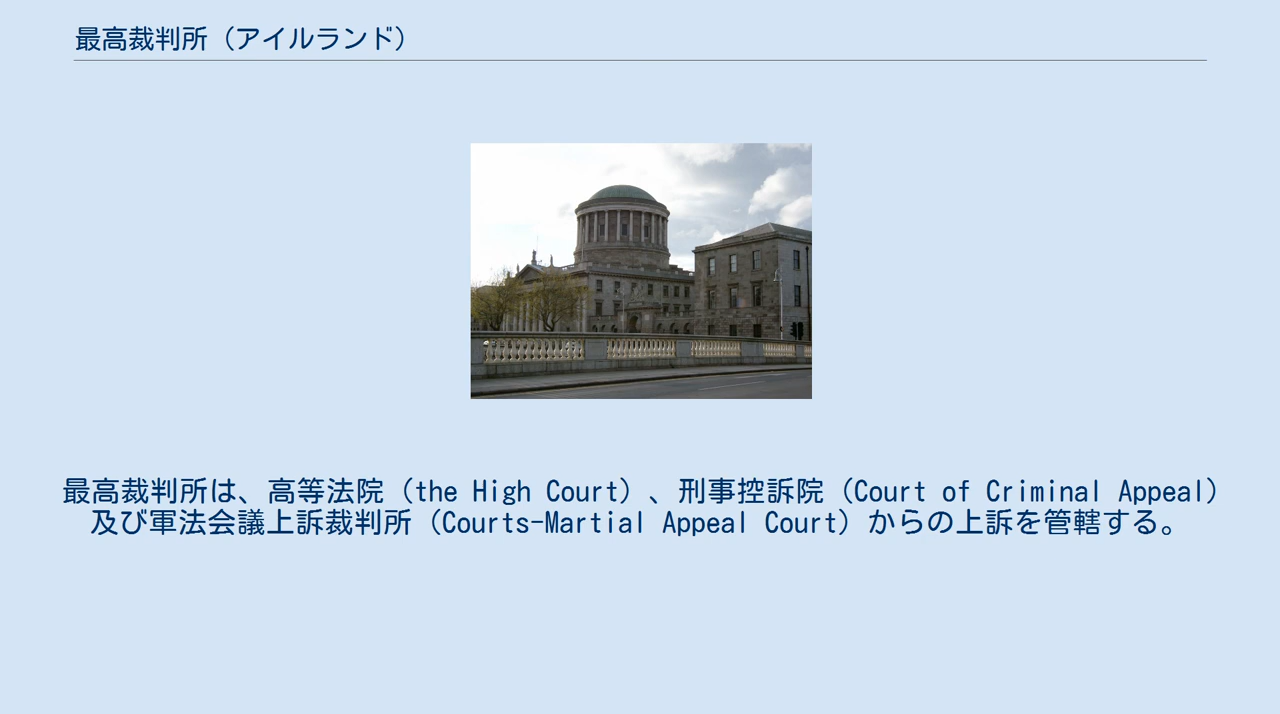 最高裁判所（アイルランド）
最高裁判所は、高等法院（the High Court）、刑事控訴院（Court of Criminal Appeal）
及び軍法会議上訴裁判所（Courts-Martial Appeal Court）からの上訴を管轄する。